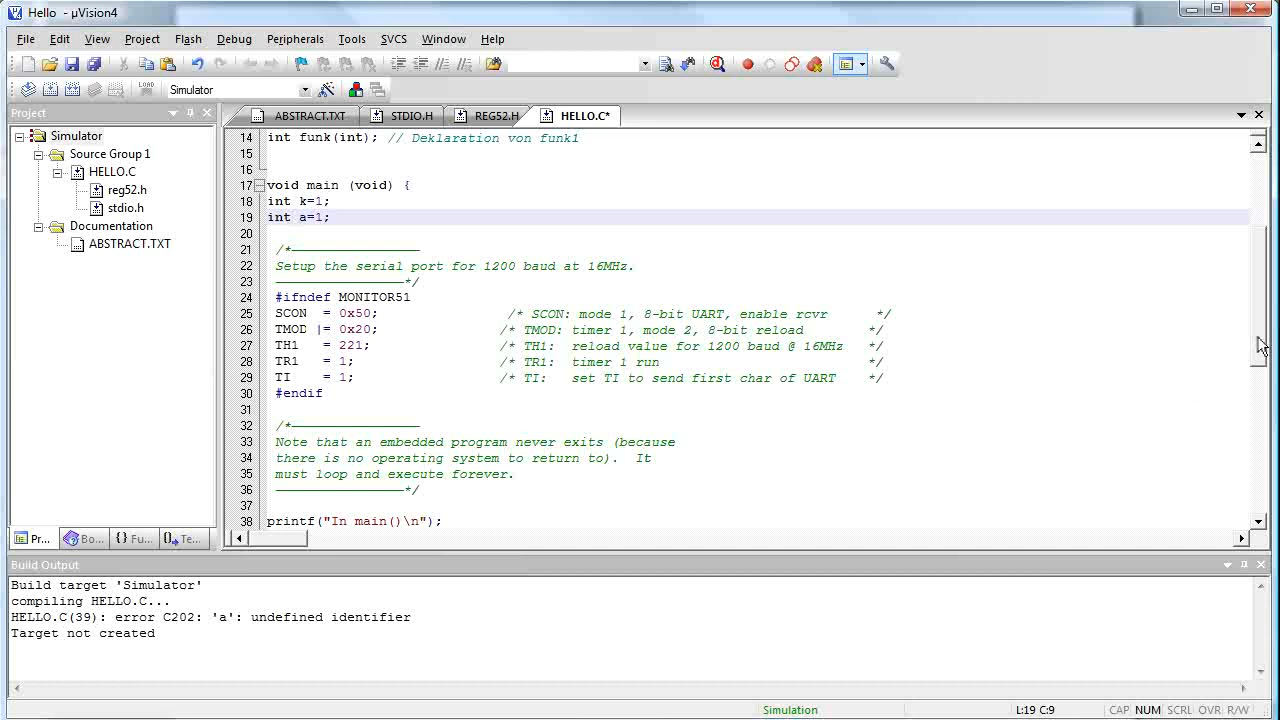 Hello - µVision4
File Edit View Project Flash Debug Peripherals Tools SVCS Window Help
LOAD Simulator
Project
Simulator
Source Group 1
HELLO.C
reg52.h
stdio.h
Documentation
ABSTRACT.TXT
Pr... Bo... {} Fu... Te...
ABSTRACT.TXT STDIO.H REG52.H HELLO.C*
14 int funk(int); // Deklaration von funk1
15
16
17 void main (void) {
18 int k=1;
19 int a=1;
20
21 /*------------------------------------------------
22 Setup the serial port for 1200 baud at 16MHz.
23 ------------------------------------------------*/
24 #ifndef MONITOR51
25 SCON = 0x50; /* SCON: mode 1, 8-bit UART, enable rcvr */
26 TMOD |= 0x20; /* TMOD: timer 1, mode 2, 8-bit reload */
27 TH1 = 221; /* TH1: reload value for 1200 baud @ 16MHz */
28 TR1 = 1; /* TR1: timer 1 run */
29 TI = 1; /* TI: set TI to send first char of UART */
30 #endif
31
32 /*------------------------------------------------
33 Note that an embedded program never exits (because
34 there is no operating system to return to). It
35 must loop and execute forever.
36 ------------------------------------------------*/
37
38 printf("In main()\n");
Build Output
Build target 'Simulator'
compiling HELLO.C...
HELLO.C(39): error C202: 'a': undefined identifier
Target not created
Simulation L:19 C:9 CAP NUM SCRL OVR R/W